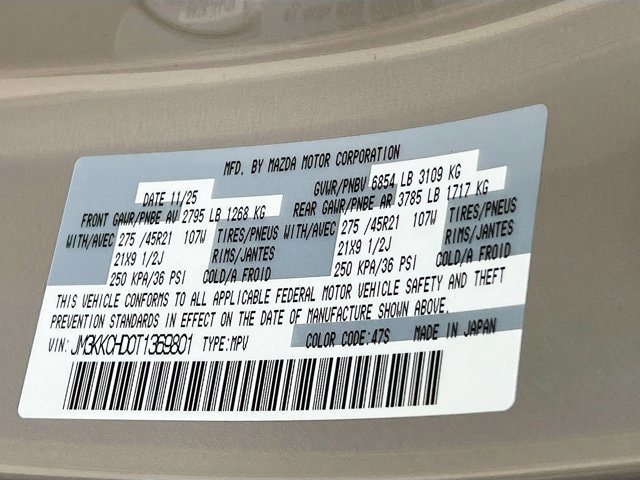 MFD. BY MAZDA MOTOR CORPORATION
DATE 11/25 GVWR/PNBV 6854 LB 3109 KG
FRONT GAWR/PNBE AV 2795 LB 1268 KG REAR GAWR/PNBE AR 3785 LB 1717 KG
WITH/AVEC 275 /45R21 107W TIRES/PNEUS WITH/AVEC 275 /45R21 107W TIRES/PNEUS
21X9 1/2J RIMS/JANTES 21X9 1/2J RIMS/JANTES
250 KPA/36 PSI COLD/A FROID 250 KPA/36 PSI COLD/A FROID
THIS VEHICLE CONFORMS TO ALL APPLICABLE FEDERAL MOTOR VEHICLE SAFETY AND THEFT
PREVENTION STANDARDS IN EFFECT ON THE DATE OF MANUFACTURE SHOWN ABOVE.
VIN: JM3KKCHD0T1369801 TYPE:MPV COLOR CODE:47S MADE IN JAPAN